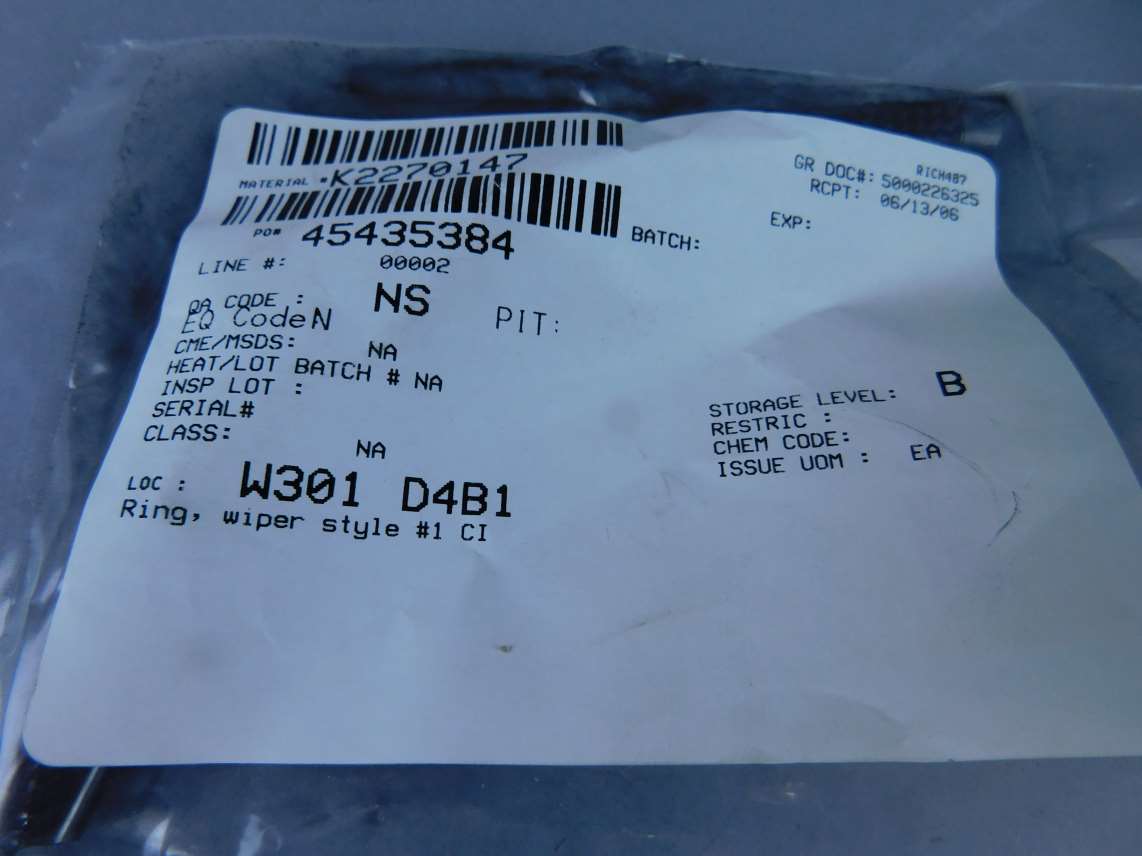 MATERIAL *K2270147
RICH487
GR DOC#: 5000226325
RCPT: 06/13/06
PO# 45435384
BATCH: EXP:
LINE #: 00002
QA CODE : NS
EQ CodeN PIT:
CME/MSDS: NA
HEAT/LOT BATCH # NA
INSP LOT :
SERIAL#
CLASS: NA
STORAGE LEVEL: B
RESTRIC :
CHEM CODE:
ISSUE UOM : EA
LOC : W301 D4B1
Ring, wiper style #1 CI